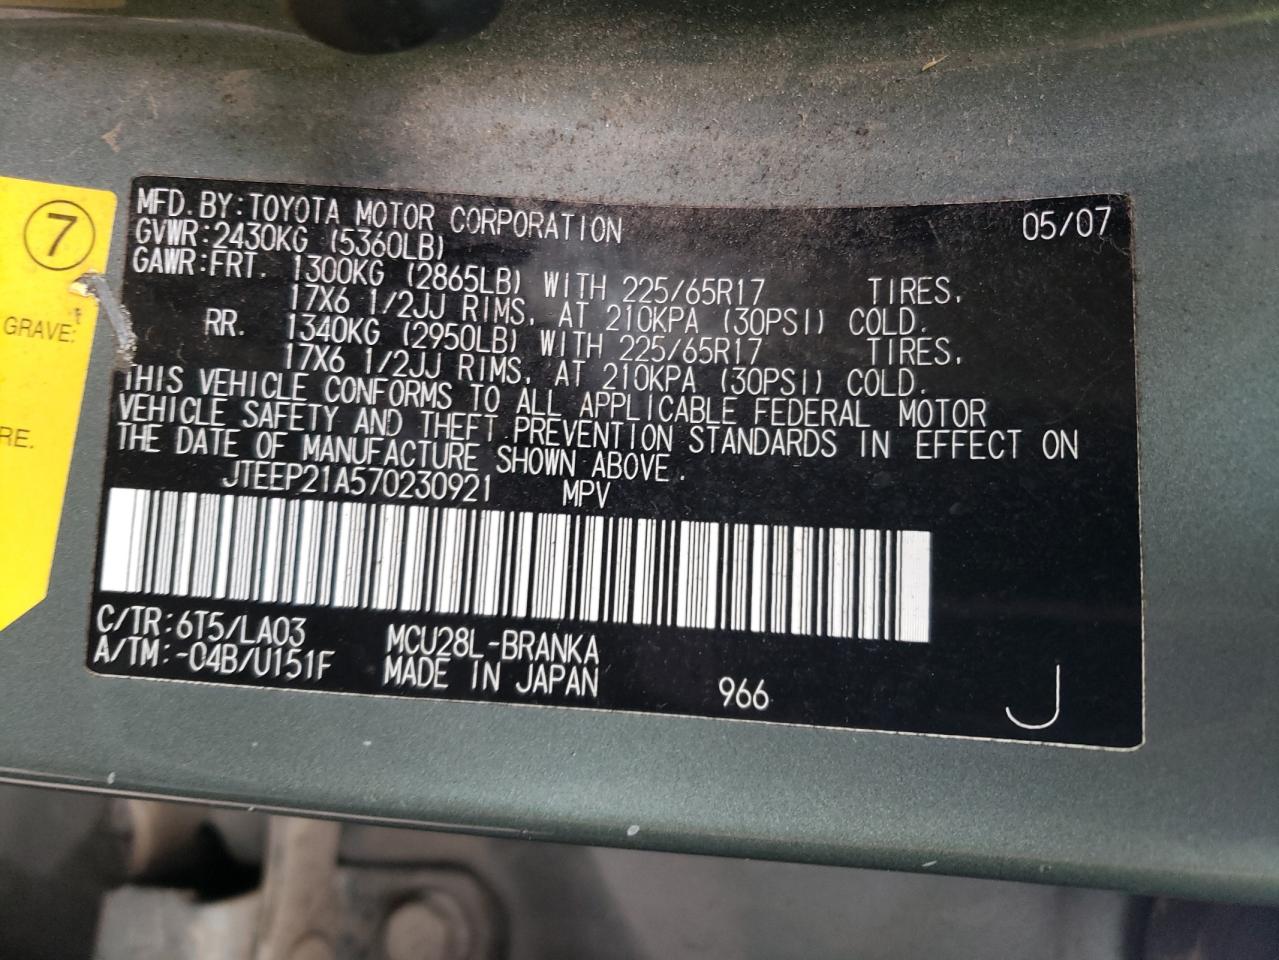 7
GRAVE:
RE.
MFD. BY: TOYOTA MOTOR CORPORATION 05/07
GVWR: 2430KG (5360LB)
GAWR: FRT. 1300KG (2865LB) WITH 225/65R17 TIRES,
17X6 1/2JJ RIMS, AT 210KPA (30PSI) COLD.
RR. 1340KG (2950LB) WITH 225/65R17 TIRES,
17X6 1/2JJ RIMS, AT 210KPA (30PSI) COLD.
THIS VEHICLE CONFORMS TO ALL APPLICABLE FEDERAL MOTOR
VEHICLE SAFETY AND THEFT PREVENTION STANDARDS IN EFFECT ON
THE DATE OF MANUFACTURE SHOWN ABOVE.
JTEEP21A570230921 MPV
C/TR: 6T5/LA03 MCU28L-BRANKA
A/TM: -04B/U151F MADE IN JAPAN 966 J